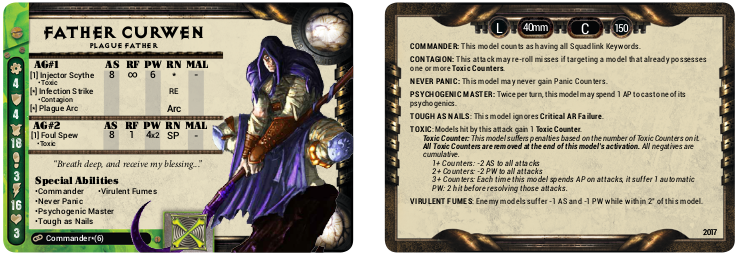 FATHER CURWEN
PLAGUE FATHER
AG#1 AS RF PW RN MAL
[1] Injector Scythe 8 ∞ 6 * -
•Toxic
[•] Infection Strike RE
•Contagion
[•] Plague Arc Arc
AG#2 AS RF PW RN MAL
[1] Foul Spew 8 1 4x2 SP -
•Toxic
"Breath deep, and receive my blessing.."
Special Abilities
•Commander •Virulent Fumes
•Never Panic
•Psychogenic Master
•Tough as Nails
4
4
18
3
16
3
Commander•(6)
L 40mm C 150
COMMANDER: This model counts as having all Squad link Keywords.
CONTAGION: This attack may re-roll misses if targeting a model that already possesses
one or more Toxic Counters.
NEVER PANIC: This model may never gain Panic Counters.
PSYCHOGENIC MASTER: Twice per turn, this model may spend 1 AP to cast one of its
psychogenics.
TOUGH AS NAILS: This model ignores Critical AR Failure.
TOXIC: Models hit by this attack gain 1 Toxic Counter.
Toxic Counter: This model suffers penalties based on the number of Toxic Counters on it.
All Toxic Counters are removed at the end of this model's activation. All negatives are
cumulative.
1+ Counters: -2 AS to all attacks
2+ Counters: -2 PW to all attacks
3+ Counters: Each time this model spends AP on attacks, it suffer 1 automatic
PW: 2 hit before resolving those attacks.
VIRULENT FUMES: Enemy models suffer -1 AS and -1 PW while within 2" of this model.
2017